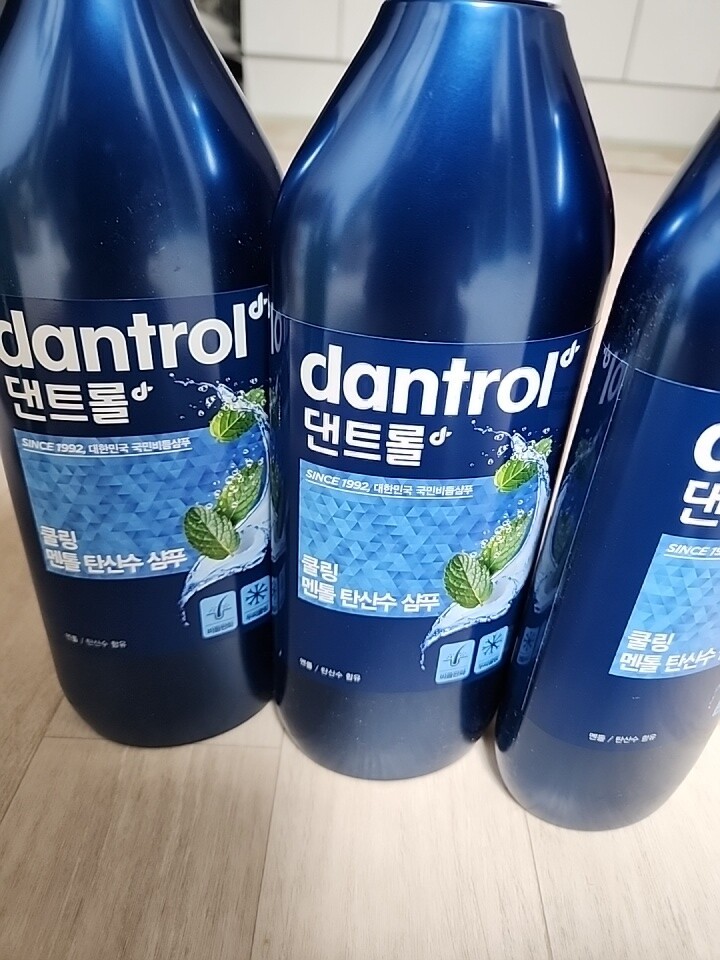 dantrol
댄트롤
SINCE 1992, 대한민국 국민비듬샴푸
쿨링
멘톨 탄산수 샴푸
멘톨 / 탄산수 함유
dantrol
댄트롤
SINCE 1992, 대한민국 국민비듬샴푸
쿨링
멘톨 탄산수 샴푸
멘톨 / 탄산수 함유
댄
SINCE
쿨링
멘톨 탄산수
멘톨 / 탄산수 함유